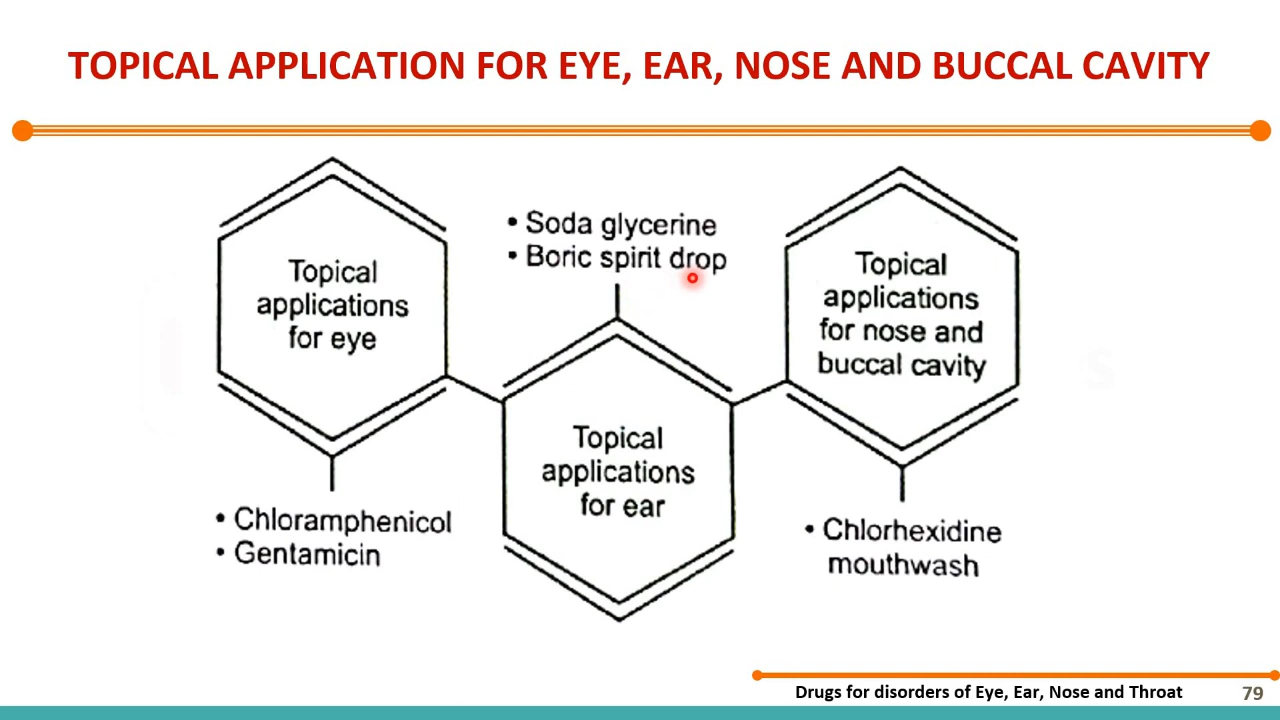 TOPICAL APPLICATION FOR EYE, EAR, NOSE AND BUCCAL CAVITY
Topical
applications
for eye
• Chloramphenicol
• Gentamicin
• Soda glycerine
• Boric spirit drop
Topical
applications
for ear
Topical
applications
for nose and
buccal cavity
• Chlorhexidine
mouthwash
Drugs for disorders of Eye, Ear, Nose and Throat
79